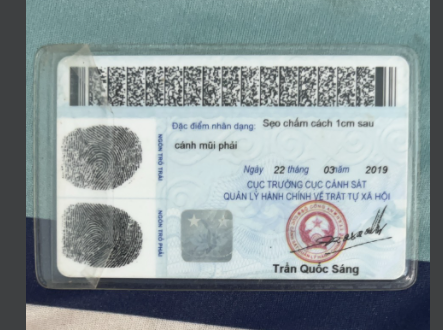 Đặc điểm nhân dạng: Sẹo chấm cách 1cm sau
cánh mũi phải
NGÓN TRỎ TRÁI
Ngày 22 tháng 03 năm 2019
CỤC TRƯỞNG CỤC CẢNH SÁT
QUẢN LÝ HÀNH CHÍNH VỀ TRẬT TỰ XÃ HỘI
NGÓN TRỎ PHẢI
Trần Quốc Sáng